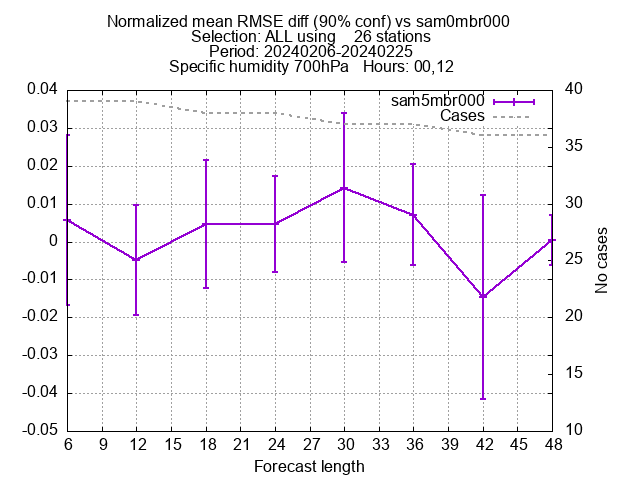 Normalized mean RMSE diff (90% conf) vs sam0mbr000
Selection: ALL using    26 stations
Period: 20240206-20240225
Specific humidity 700hPa   Hours: 00,12
sam5mbr000
Cases
0.04
0.03
0.02
0.01
0
-0.01
-0.02
-0.03
-0.04
-0.05
40
35
30
25
20
15
10
No cases
6 12 15 18 21 24 27 30 33 36 39 42 45 48
Forecast length